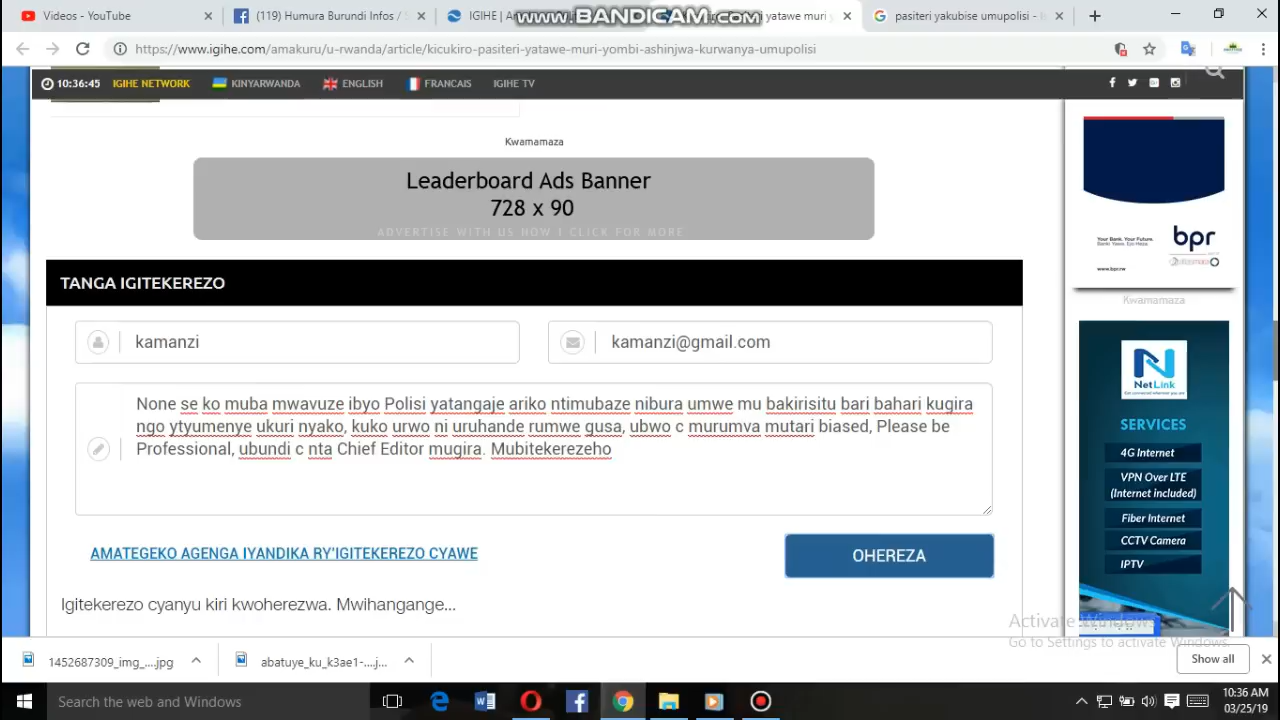 YouTube
(119) Humura Burundi Infos / S
IGIHE | A
yatawe muri y
pasiteri yakubise umupolisi -
www.BANDICAM.com
https://www.igihe.com/amakuru/u-rwanda/article/kicukiro-pasiteri-yatawe-muri-yombi-ashinjwa-kurwanya-umupolisi
10:36:45 IGIHE NETWORK KINYARWANDA ENGLISH FRANCAIS IGIHE TV
Kwamamaza
Leaderboard Ads Banner
728 x 90
ADVERTISE WITH US NOW | CLICK FOR MORE
TANGA IGITEKEREZO
kamanzi
kamanzi@gmail.com
None se ko muba mwavuze ibyo Polisi yatangaje ariko ntimubaze nibura umwe mu bakirisitu bari bahari kugira
ngo ytyumenye ukuri nyako, kuko urwo ni uruhande rumwe gusa, ubwo c murumva mutari biased, Please be
Professional, ubundi c nta Chief Editor mugira. Mubitekerezeho
AMATEGEKO AGENGA IYANDIKA RY'IGITEKEREZO CYAWE
OHEREZA
Igitekerezo cyanyu kiri kwoherezwa. Mwihangange...
Your Bank. Your Future.
Banki Yawe. Ejo Hazaza.
bpr
www.bpr.rw
Kwamamaza
NetLink
SERVICES
4G Internet
VPN Over LTE
(Internet included)
Fiber Internet
CCTV Camera
IPTV
Activate Windows
Go to Settings to activate Windows.
1452687309_img_....jpg
abatuye_ku_k3ae1-....j...
Show all
Search the web and Windows
10:36 AM
03/25/19